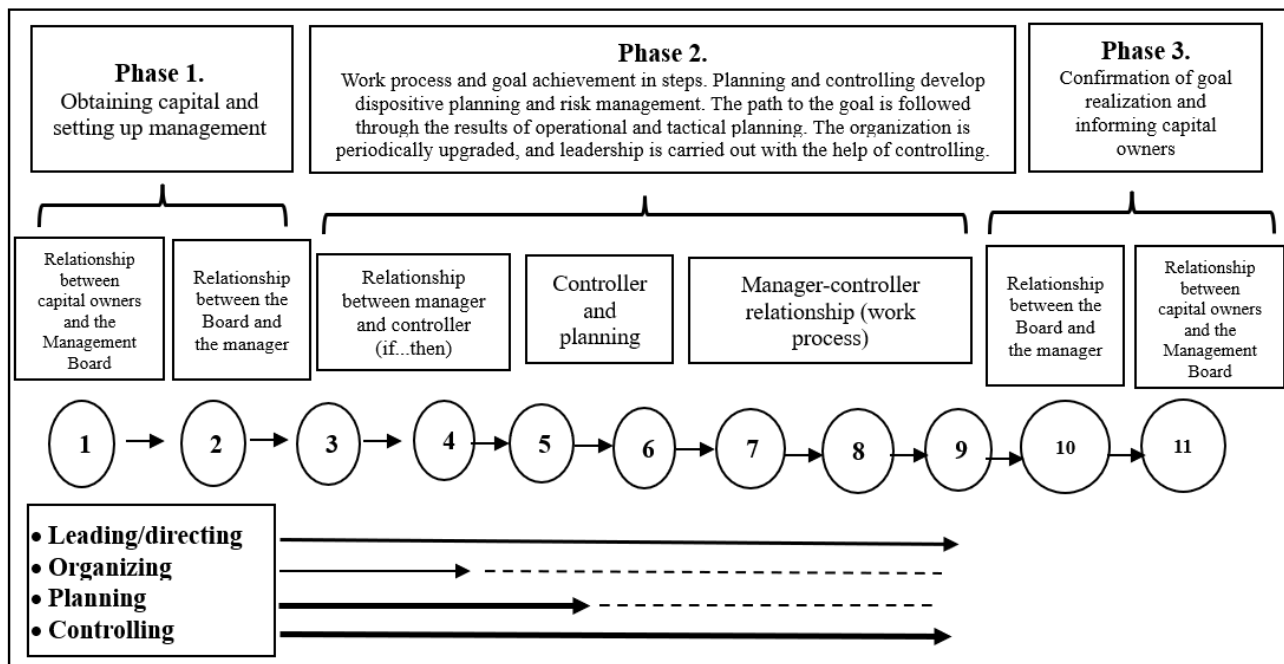 Phase 1.
Obtaining capital and
setting up management
Phase 2.
Work process and goal achievement in steps. Planning and controlling develop
dispositive planning and risk management. The path to the goal is followed
through the results of operational and tactical planning. The organization is
periodically upgraded, and leadership is carried out with the help of controlling.
Phase 3.
Confirmation of goal
realization and
informing capital
owners
Relationship
between
capital owners
and the
Management
Board
Relationship
between the
Board and
the manager
Relationship
between manager
and controller
(if...then)
Controller
and
planning
Manager-controller
relationship (work
process)
Relationship
between the
Board and
the manager
Relationship
between
capital owners
and the
Management
Board
1
2
3
4
5
6
7
8
9
10
11
• Leading/directing
• Organizing
• Planning
• Controlling